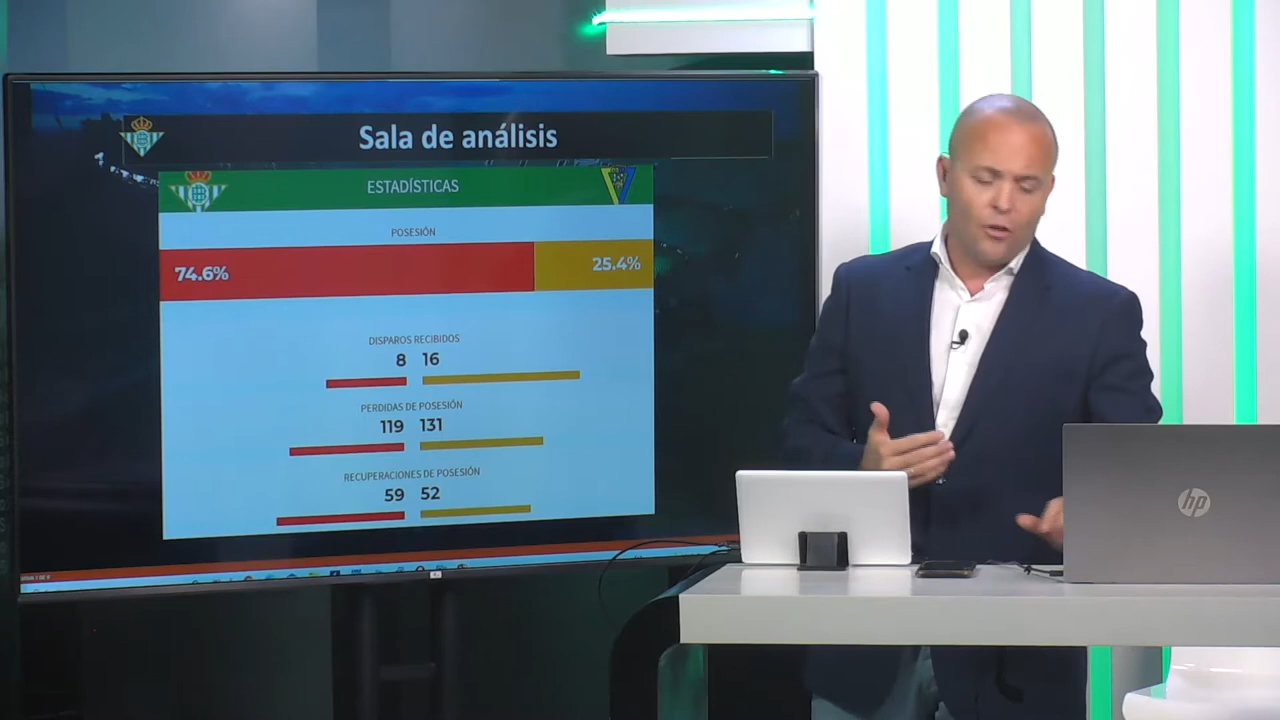 Sala de análisis
ESTADÍSTICAS
POSESIÓN
74.6% 25.4%
DISPAROS RECIBIDOS
8 16
PERDIDAS DE POSESIÓN
119 131
RECUPERACIONES DE POSESIÓN
59 52
hp